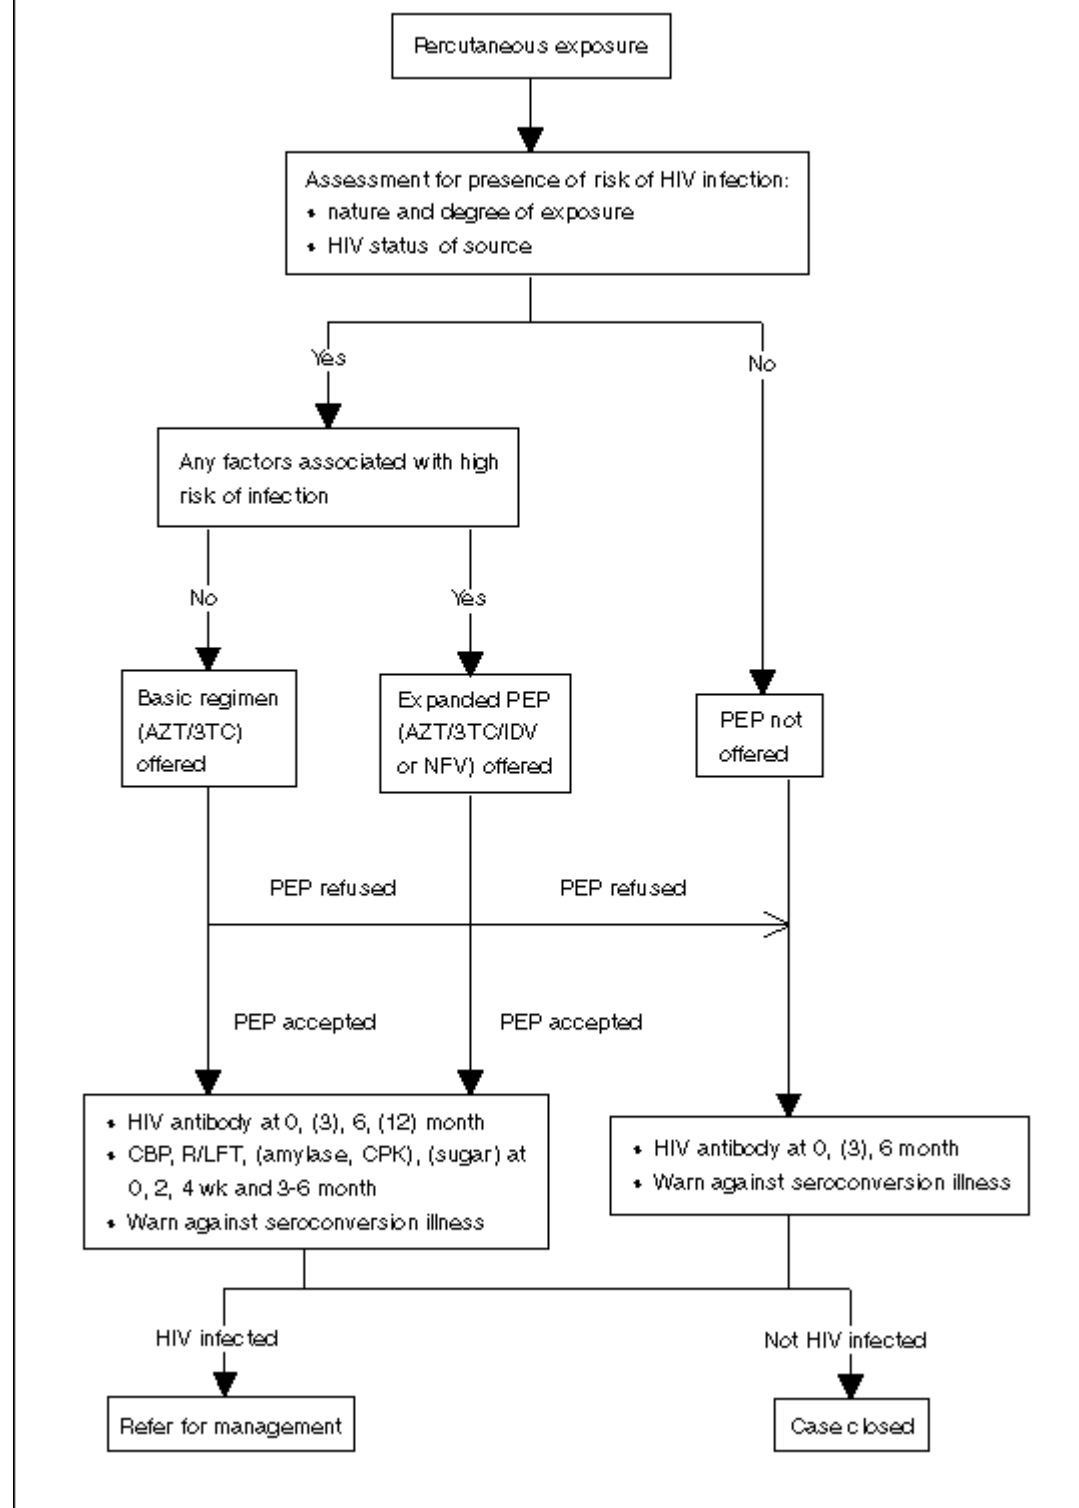 Percutaneous exposure
Assessment for presence of risk of HIV infection:
• nature and degree of exposure
• HIV status of source
Yes
No
Any factors associated with high
risk of infection
No
Yes
Basic regimen
(AZT/3TC)
offered
Expanded PEP
(AZT/3TC/IDV
or NFV) offered
PEP not
offered
PEP refused
PEP refused
PEP accepted
PEP accepted
• HIV antibody at 0, (3), 6, (12) month
• CBP, R/LFT, (amylase, CPK), (sugar) at
0, 2, 4 wk and 3-6 month
• Warn against seroconversion illness
• HIV antibody at 0, (3), 6 month
• Warn against seroconversion illness
HIV infected
Not HIV infected
Refer for management
Case closed